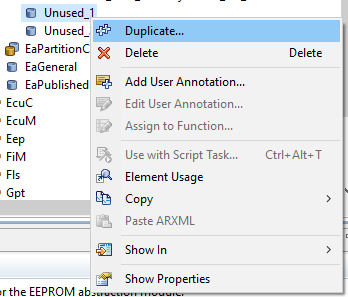 Unused_1
Unused_
EaPartitionC
EaGeneral
EaPublished
EcuC
EcuM
Eep
FiM
Fls
Gpt
Duplicate...
Delete Delete
Add User Annotation...
Edit User Annotation...
Assign to Function...
Use with Script Task... Ctrl+Alt+T
Element Usage
Copy
Paste ARXML
Show In
Show Properties
or the EEPROM abstraction module.